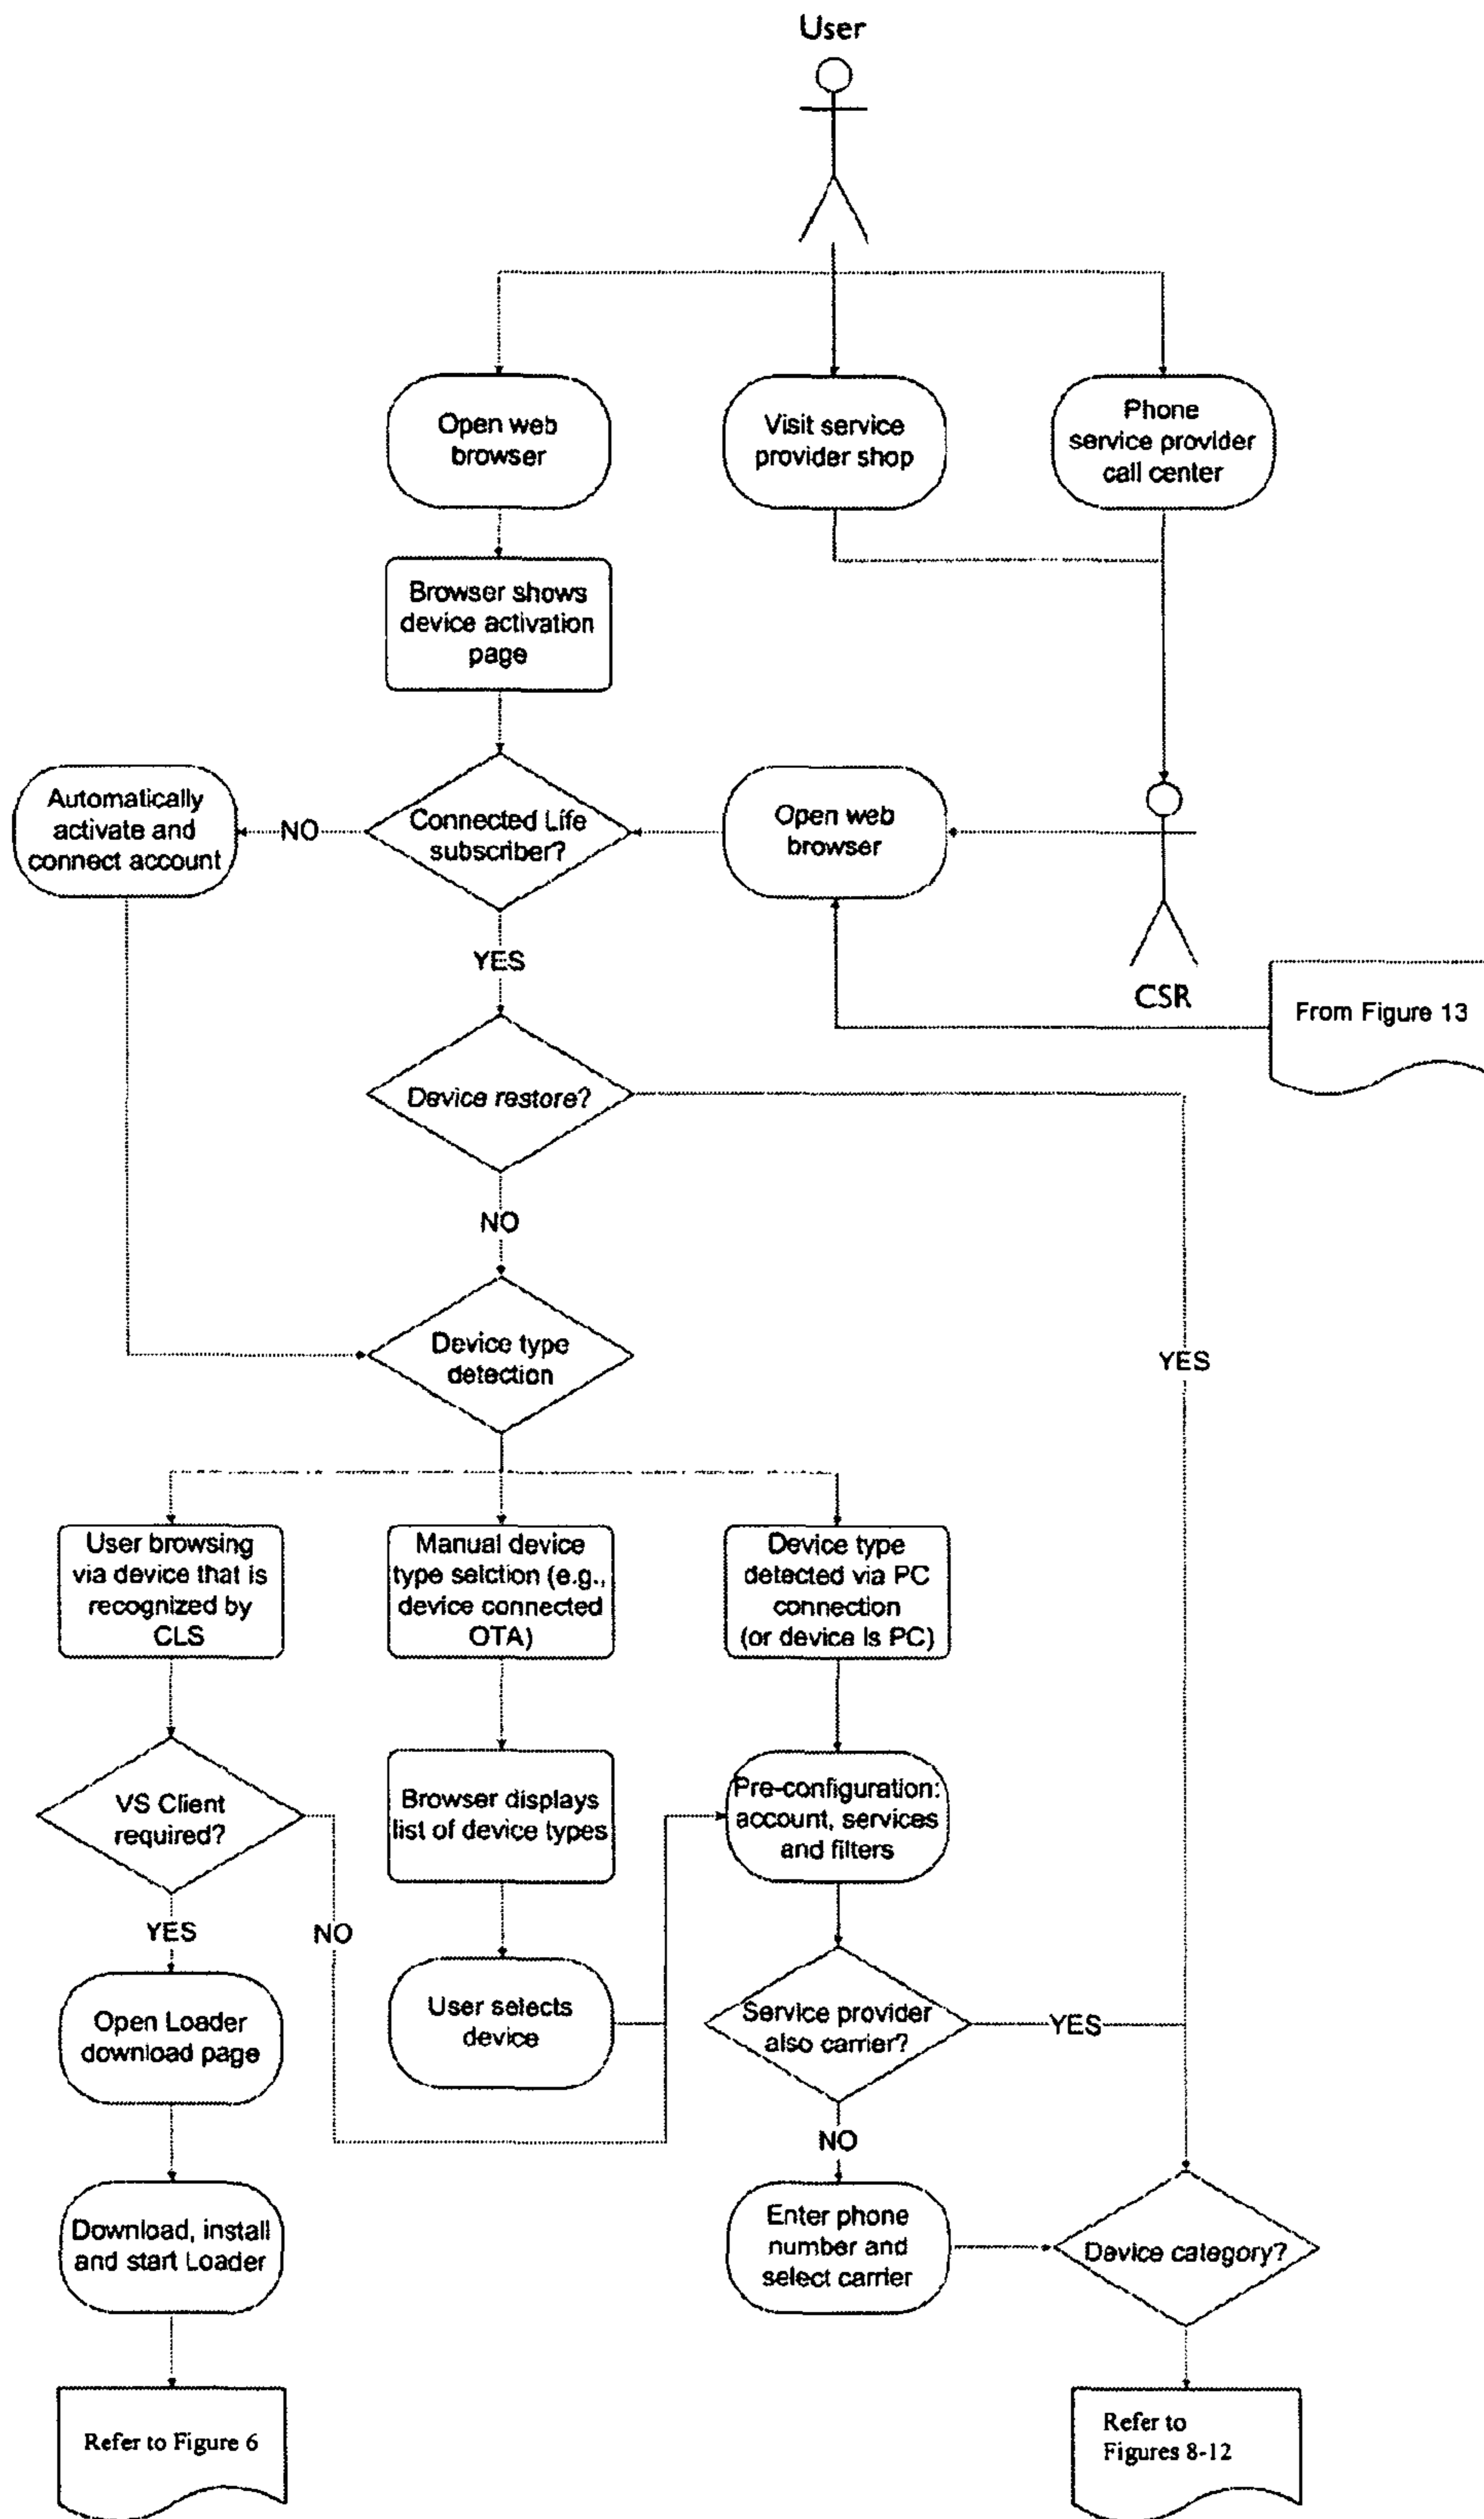 User
Open web
browser
Visit service
provider shop
Phone
service provider
call center
Browser shows
device activation
page
Automatically
activate and
connect account
NO
Connected Life
subscriber?
Open web
browser
YES
CSR
From Figure 13
Device restore?
NO
Device type
detection
YES
User browsing
via device that is
recognized by
CLS
Manual device
type selction (e.g.,
device connected
OTA)
Device type
detected via PC
connection
(or device is PC)
VS Client
required?
Browser displays
list of device types
Pre-configuration:
account, services
and filters
YES
NO
Open Loader
download page
User selects
device
Service provider
also carrier?
YES
NO
Download, install
and start Loader
Enter phone
number and
select carrier
Device category?
Refer to Figure 6
Refer to
Figures 8-12